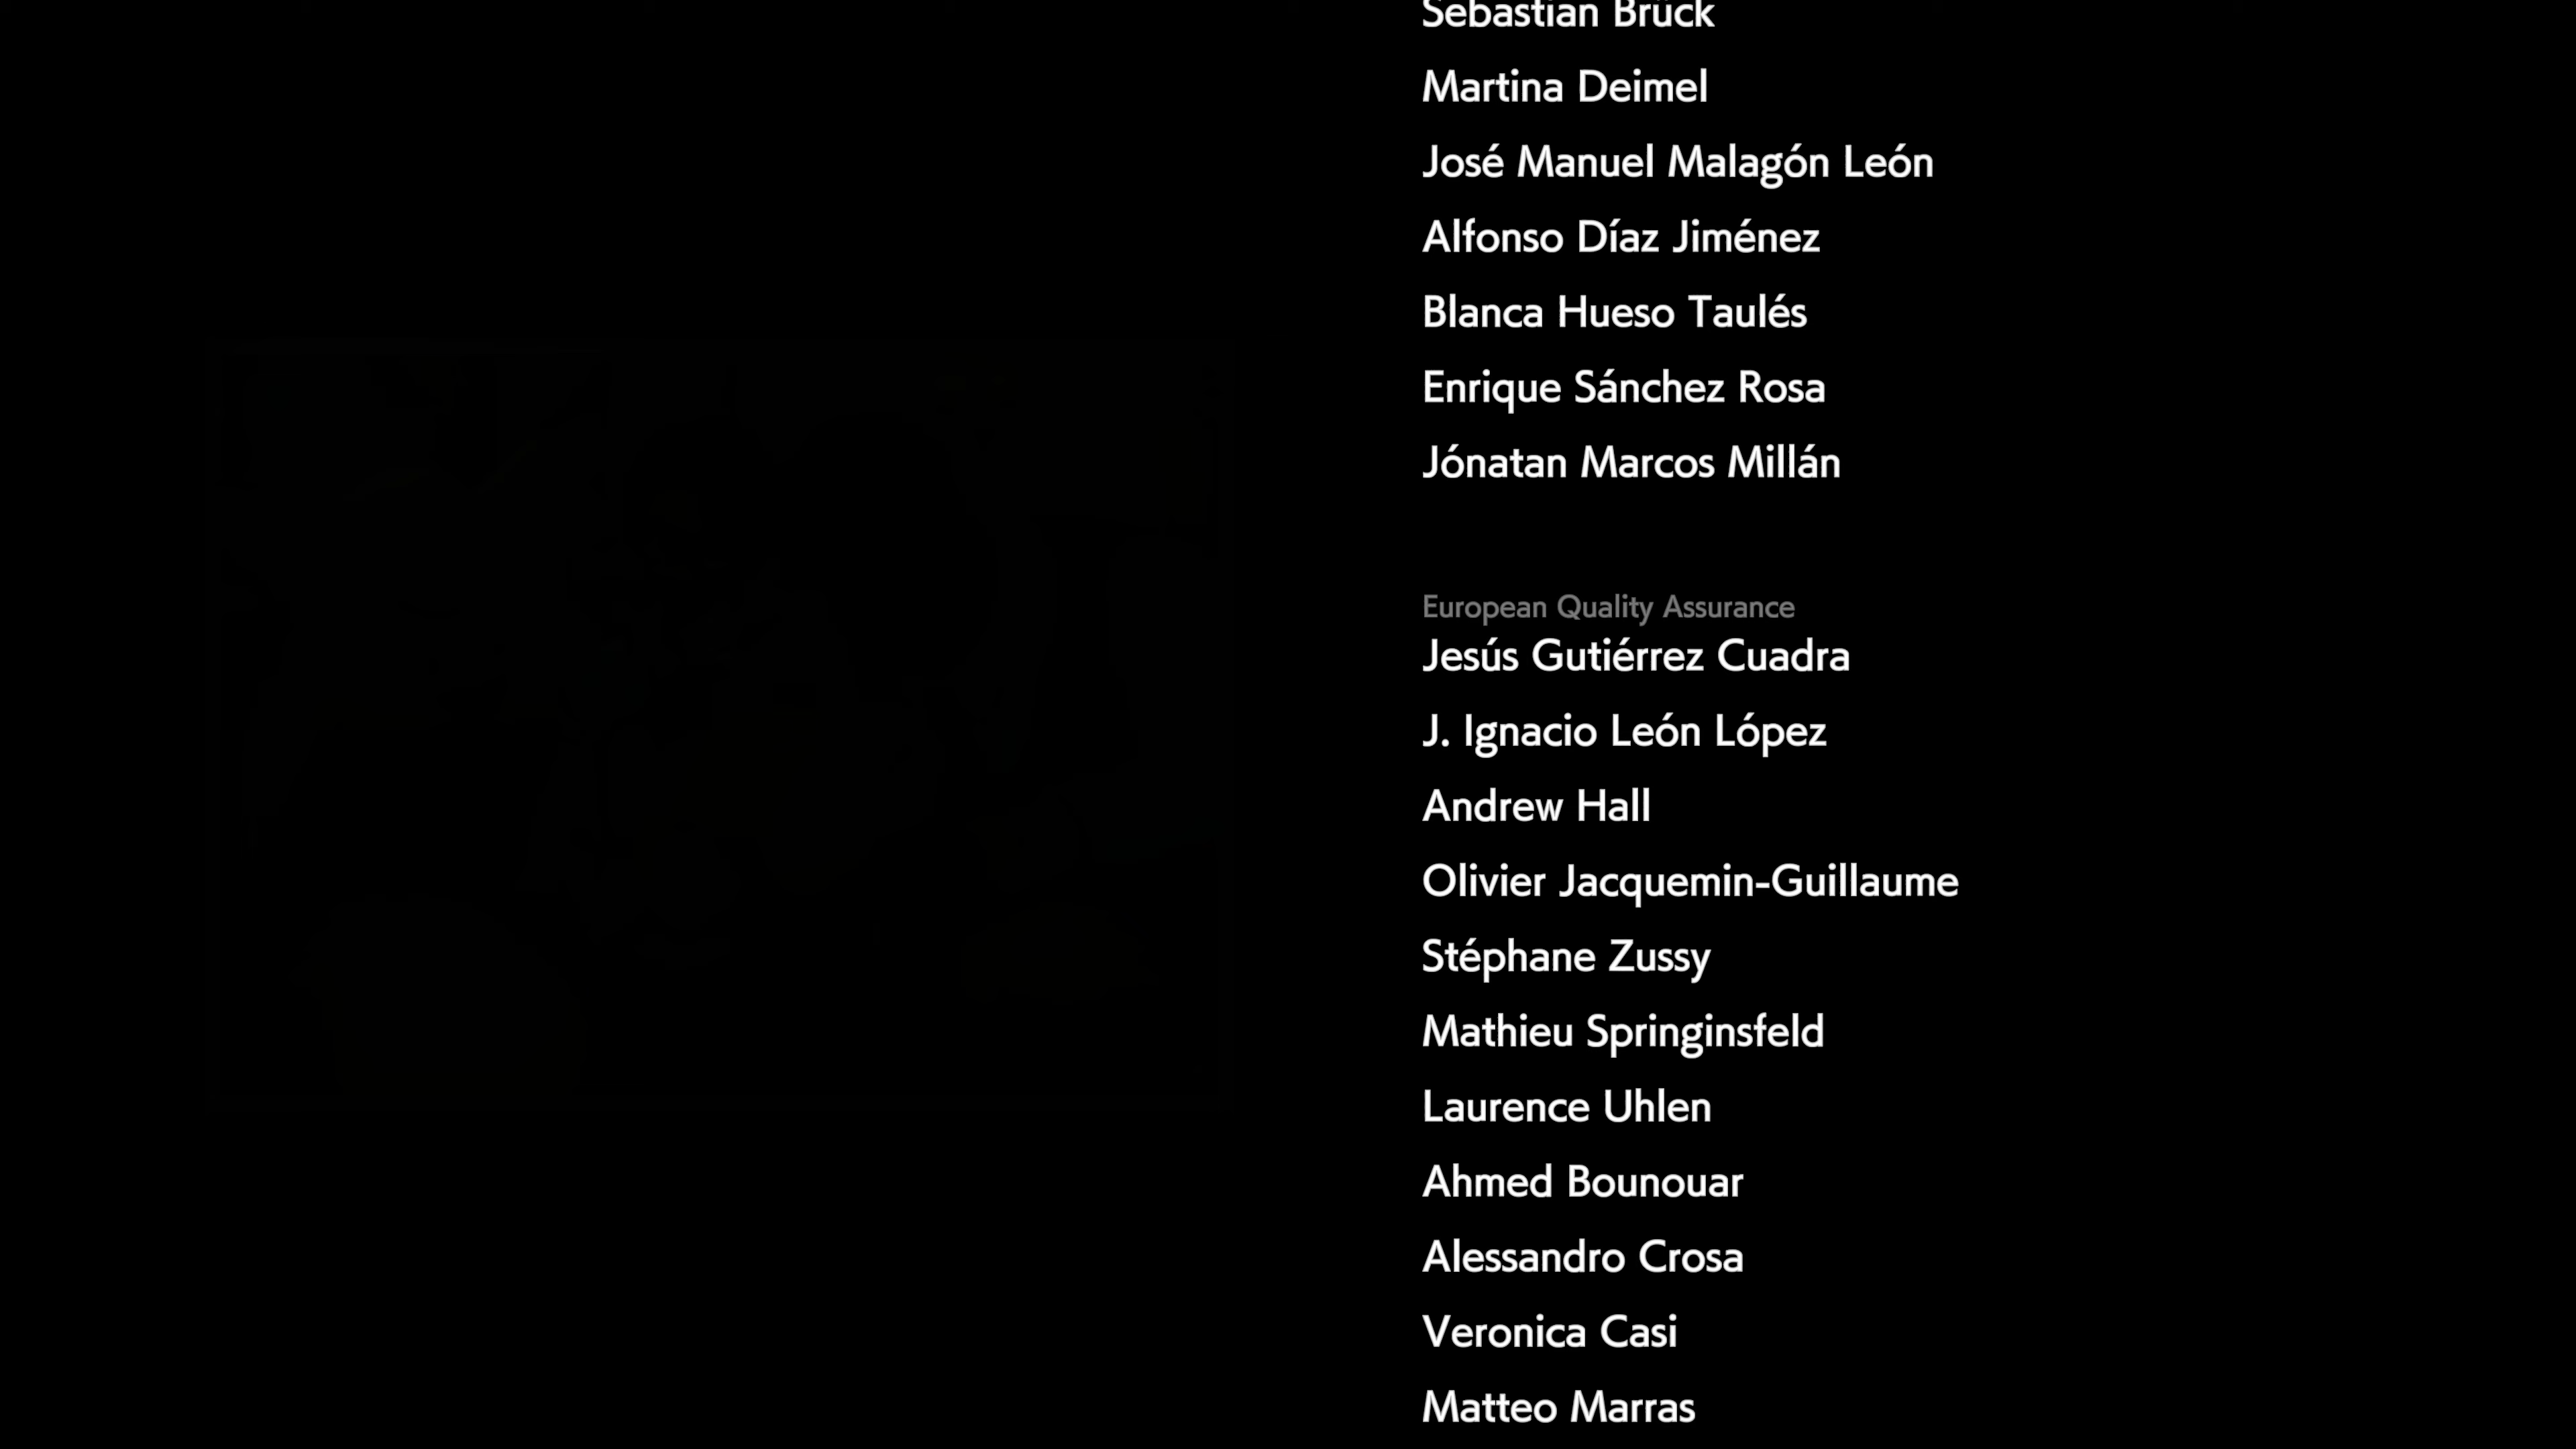 Sebastian Brück
Martina Deimel
José Manuel Malagón León
Alfonso Díaz Jiménez
Blanca Hueso Taulés
Enrique Sánchez Rosa
Jónatan Marcos Millán
European Quality Assurance
Jesús Gutiérrez Cuadra
J. Ignacio León López
Andrew Hall
Olivier Jacquemin-Guillaume
Stéphane Zussy
Mathieu Springinsfeld
Laurence Uhlen
Ahmed Bounouar
Alessandro Crosa
Veronica Casi
Matteo Marras